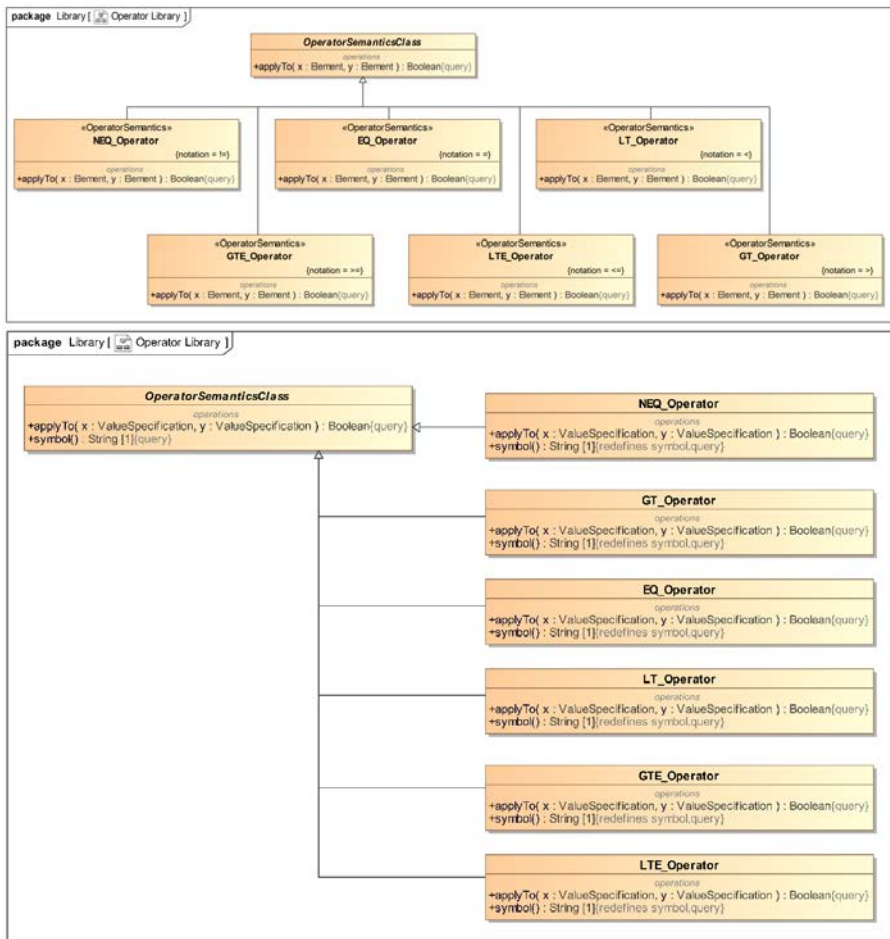 package Library [ Operator Library ]
OperatorSemanticsClass
operations
+applyTo( x : Element, y : Element ) : Boolean{query}
«OperatorSemantics»
NEQ_Operator
{notation = !=}
operations
+applyTo( x : Element, y : Element ) : Boolean{query}
«OperatorSemantics»
EQ_Operator
{notation = =}
operations
+applyTo( x : Element, y : Element ) : Boolean{query}
«OperatorSemantics»
LT_Operator
{notation = <}
operations
+applyTo( x : Element, y : Element ) : Boolean{query}
«OperatorSemantics»
GTE_Operator
{notation = >=}
operations
+applyTo( x : Element, y : Element ) : Boolean{query}
«OperatorSemantics»
LTE_Operator
{notation = <=}
operations
+applyTo( x : Element, y : Element ) : Boolean{query}
«OperatorSemantics»
GT_Operator
{notation = >}
operations
+applyTo( x : Element, y : Element ) : Boolean{query}
package Library [ Operator Library ]
OperatorSemanticsClass
operations
+applyTo( x : ValueSpecification, y : ValueSpecification ) : Boolean{query}
+symbol() : String [1]{query}
NEQ_Operator
operations
+applyTo( x : ValueSpecification, y : ValueSpecification ) : Boolean{query}
+symbol() : String [1]{redefines symbol,query}
GT_Operator
operations
+applyTo( x : ValueSpecification, y : ValueSpecification ) : Boolean{query}
+symbol() : String [1]{redefines symbol,query}
EQ_Operator
operations
+applyTo( x : ValueSpecification, y : ValueSpecification ) : Boolean{query}
+symbol() : String [1]{redefines symbol,query}
LT_Operator
operations
+applyTo( x : ValueSpecification, y : ValueSpecification ) : Boolean{query}
+symbol() : String [1]{redefines symbol,query}
GTE_Operator
operations
+applyTo( x : ValueSpecification, y : ValueSpecification ) : Boolean{query}
+symbol() : String [1]{redefines symbol,query}
LTE_Operator
operations
+applyTo( x : ValueSpecification, y : ValueSpecification ) : Boolean{query}
+symbol() : String [1]{redefines symbol,query}